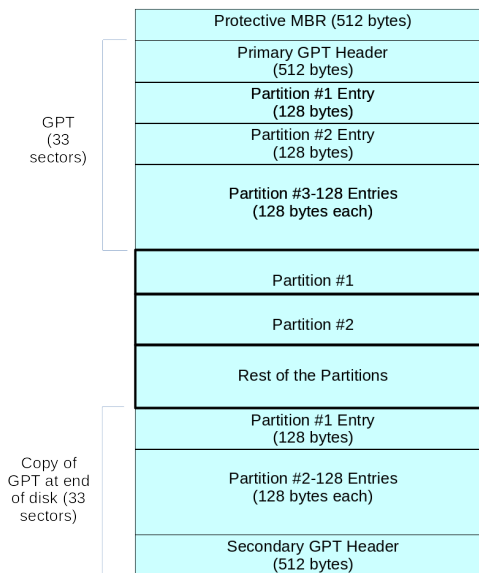 Protective MBR (512 bytes)
Primary GPT Header
(512 bytes)
Partition #1 Entry
(128 bytes)
Partition #2 Entry
(128 bytes)
GPT
(33
sectors)
Partition #3-128 Entries
(128 bytes each)
Partition #1
Partition #2
Rest of the Partitions
Partition #1 Entry
(128 bytes)
Copy of
GPT at end
of disk (33
sectors)
Partition #2-128 Entries
(128 bytes each)
Secondary GPT Header
(512 bytes)